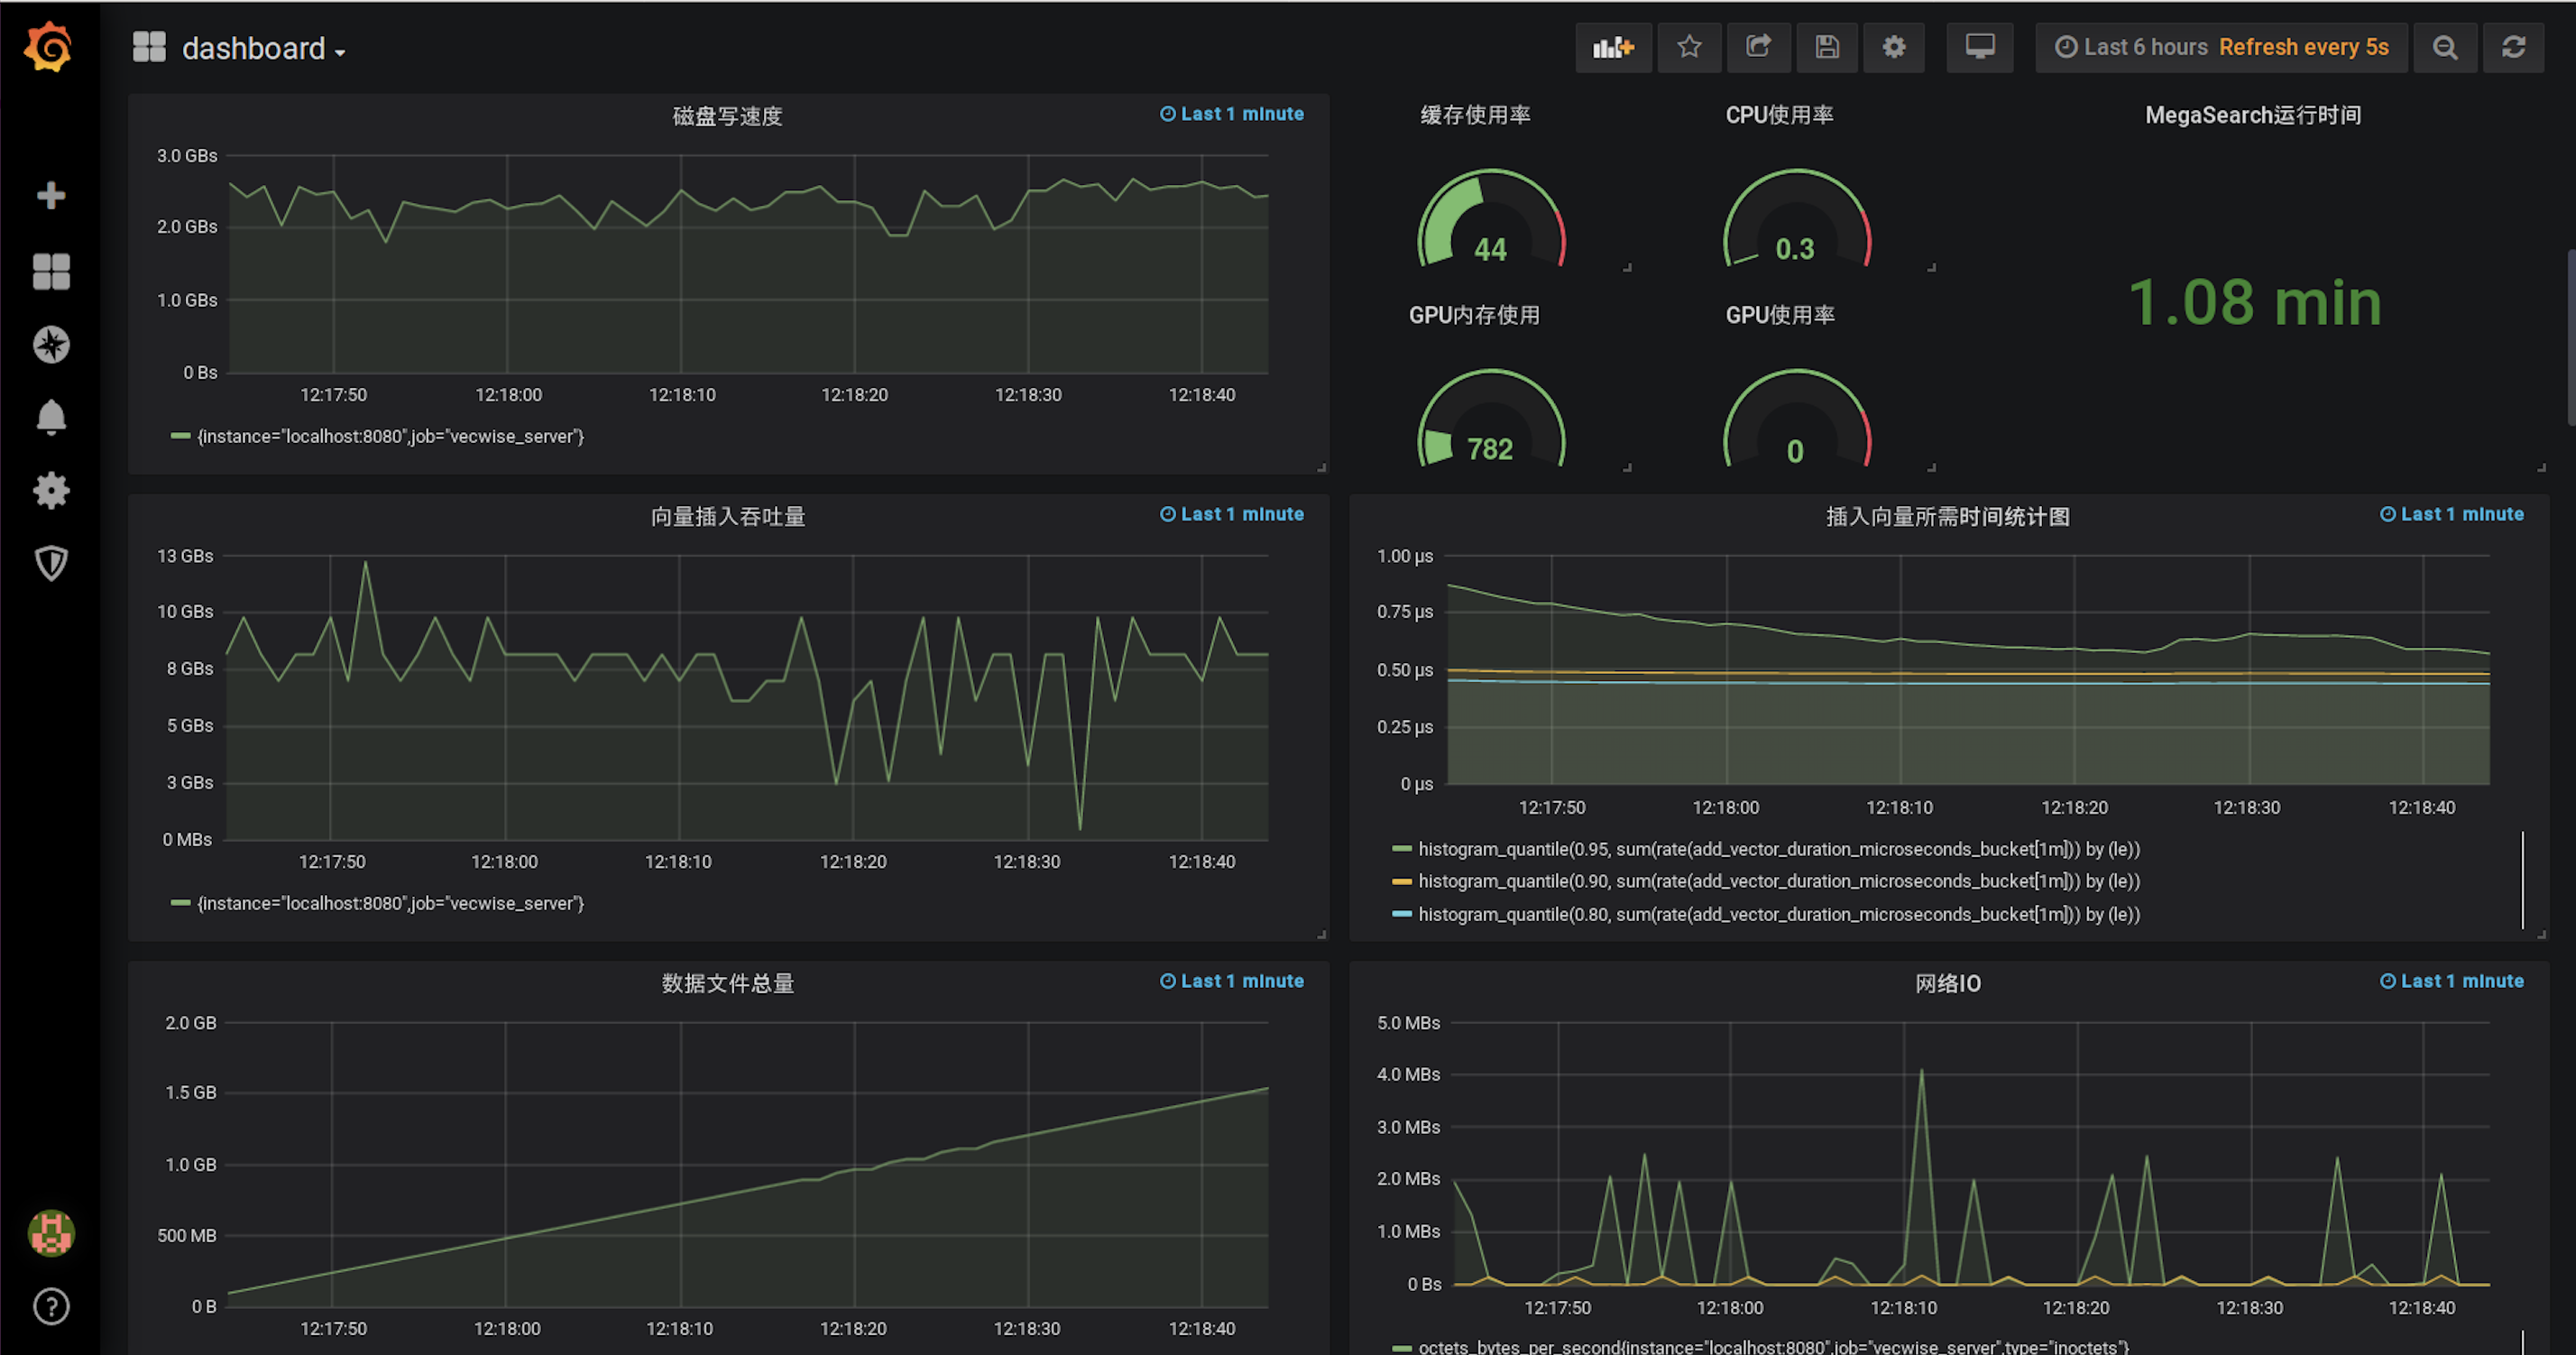 dashboard
Last 6 hours Refresh every 5s
磁盘写速度
Last 1 minute
3.0 GBs
2.0 GBs
1.0 GBs
0 Bs
12:17:50 12:18:00 12:18:10 12:18:20 12:18:30 12:18:40
{instance="localhost:8080",job="vecwise_server"}
缓存使用率
44
CPU使用率
0.3
GPU内存使用
782
GPU使用率
0
MegaSearch运行时间
1.08 min
向量插入吞吐量
Last 1 minute
13 GBs
10 GBs
8 GBs
5 GBs
3 GBs
0 MBs
12:17:50 12:18:00 12:18:10 12:18:20 12:18:30 12:18:40
{instance="localhost:8080",job="vecwise_server"}
插入向量所需时间统计图
Last 1 minute
1.00 µs
0.75 µs
0.50 µs
0.25 µs
0 µs
12:17:50 12:18:00 12:18:10 12:18:20 12:18:30 12:18:40
histogram_quantile(0.95, sum(rate(add_vector_duration_microseconds_bucket[1m])) by (le))
histogram_quantile(0.90, sum(rate(add_vector_duration_microseconds_bucket[1m])) by (le))
histogram_quantile(0.80, sum(rate(add_vector_duration_microseconds_bucket[1m])) by (le))
数据文件总量
Last 1 minute
2.0 GB
1.5 GB
1.0 GB
500 MB
0 B
12:17:50 12:18:00 12:18:10 12:18:20 12:18:30 12:18:40
网络IO
Last 1 minute
5.0 MBs
4.0 MBs
3.0 MBs
2.0 MBs
1.0 MBs
0 Bs
12:17:50 12:18:00 12:18:10 12:18:20 12:18:30 12:18:40
octets_bytes_per_second{instance="localhost:8080",job="vecwise_server",type="inoctets"}